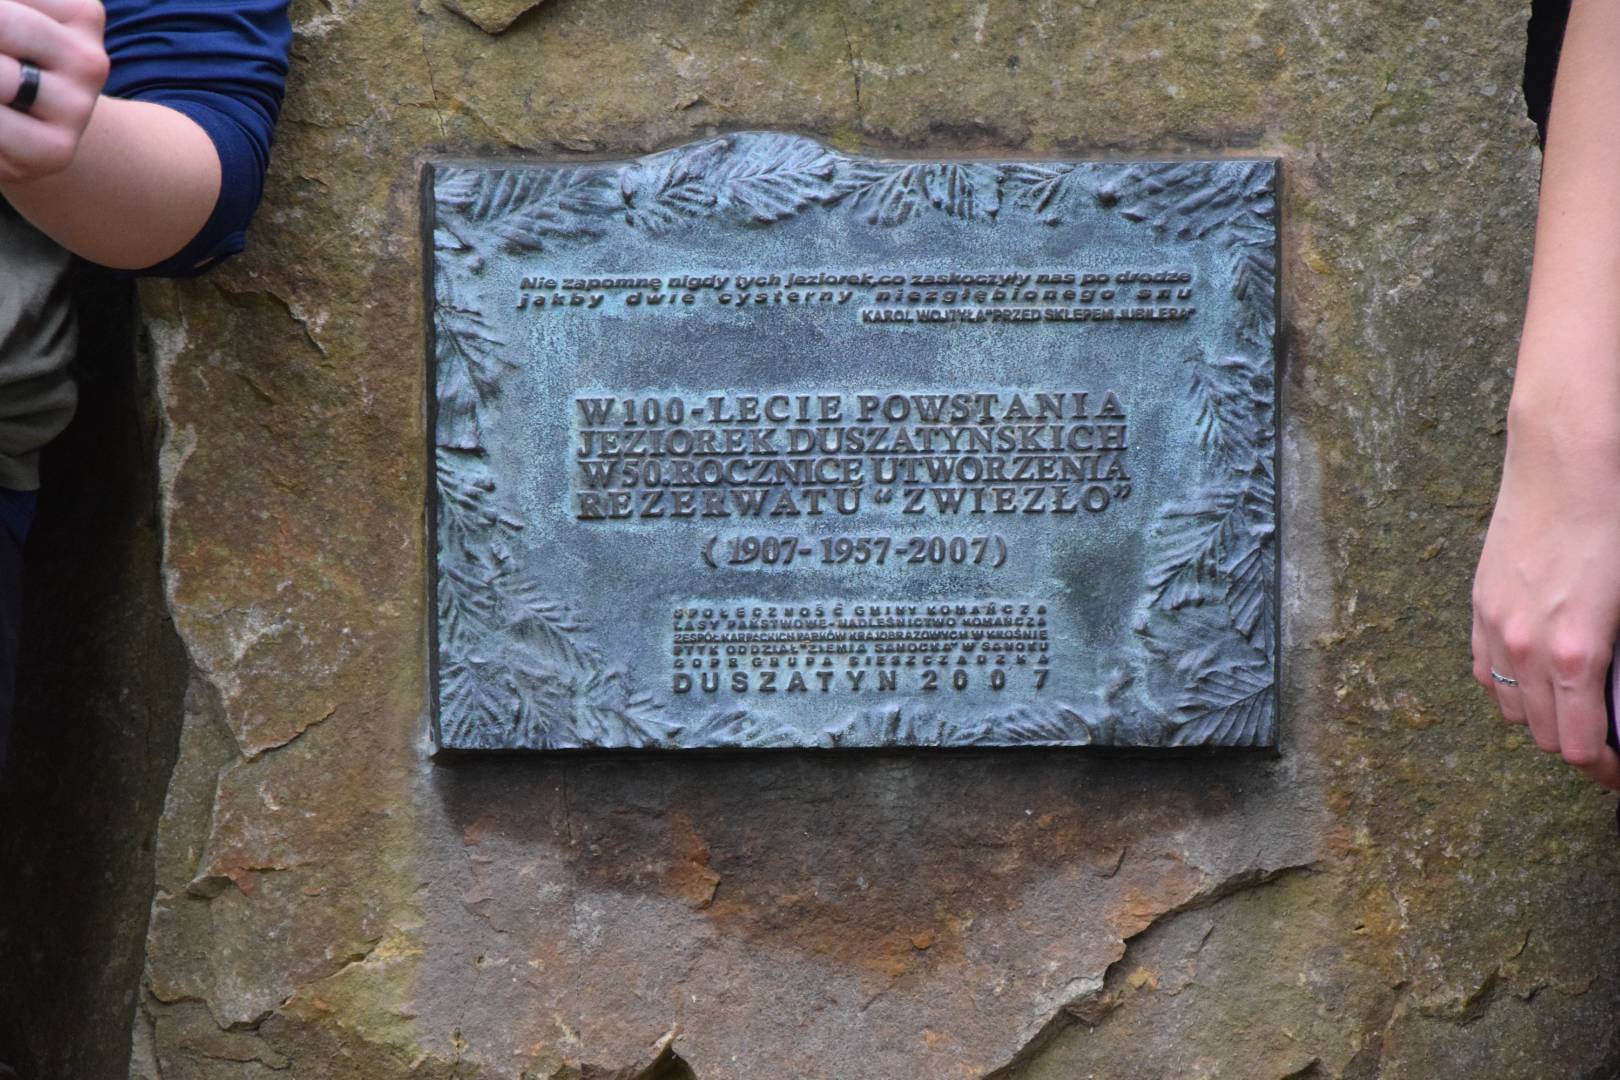 Nie zapomnę nigdy tych jeziorek,co zaskoczyły nas po drodze
jakby dwie cysterny niezgłębionego snu
KAROL WOJTYŁA"PRZED SKLEPEM JUBILERA"
W 100-LECIE POWSTANIA
JEZIOREK DUSZATYŃSKICH
W 50.ROCZNICĘ UTWORZENIA
REZERWATU “ZWIEZŁO”
(1907-1957-2007)
SPOŁECZNOŚĆ GMINY KOMAŃCZA
LASY PAŃSTWOWE-NADLEŚNICTWO KOMAŃCZA
ZESPÓŁ KARPACKICH PARKÓW KRAJOBRAZOWYCH W KROŚNIE
PTTK ODDZIAŁ"ZIEMIA SANOCKA"W SANOKU
GOPR GRUPA BIESZCZADZKA
DUSZATYN 2007